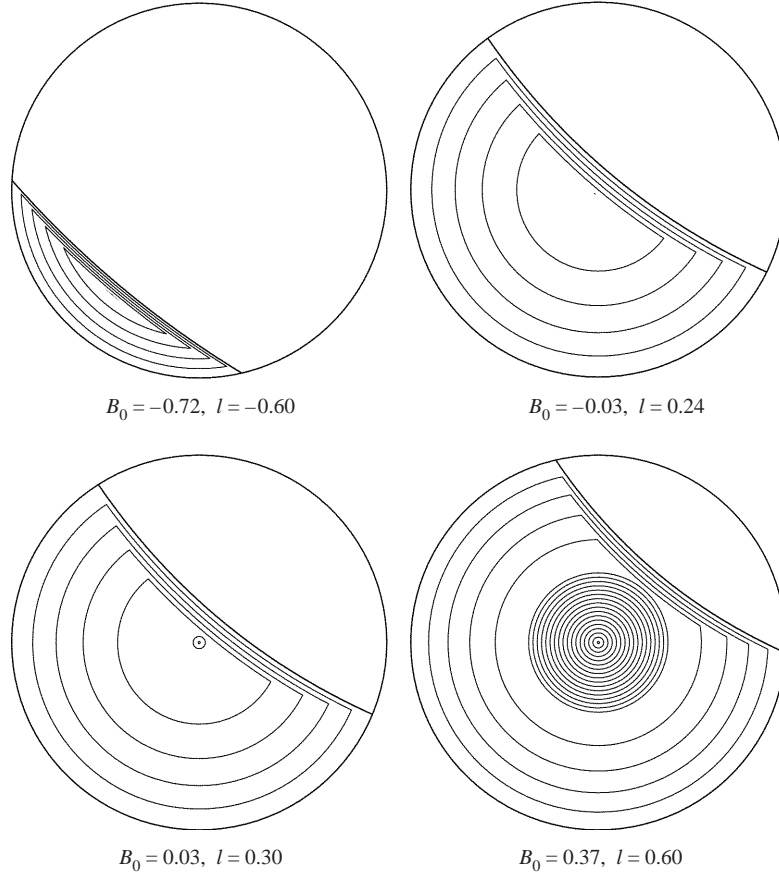 B₀ = −0.72, l = −0.60
B₀ = −0.03, l = 0.24
B₀ = 0.03, l = 0.30
B₀ = 0.37, l = 0.60